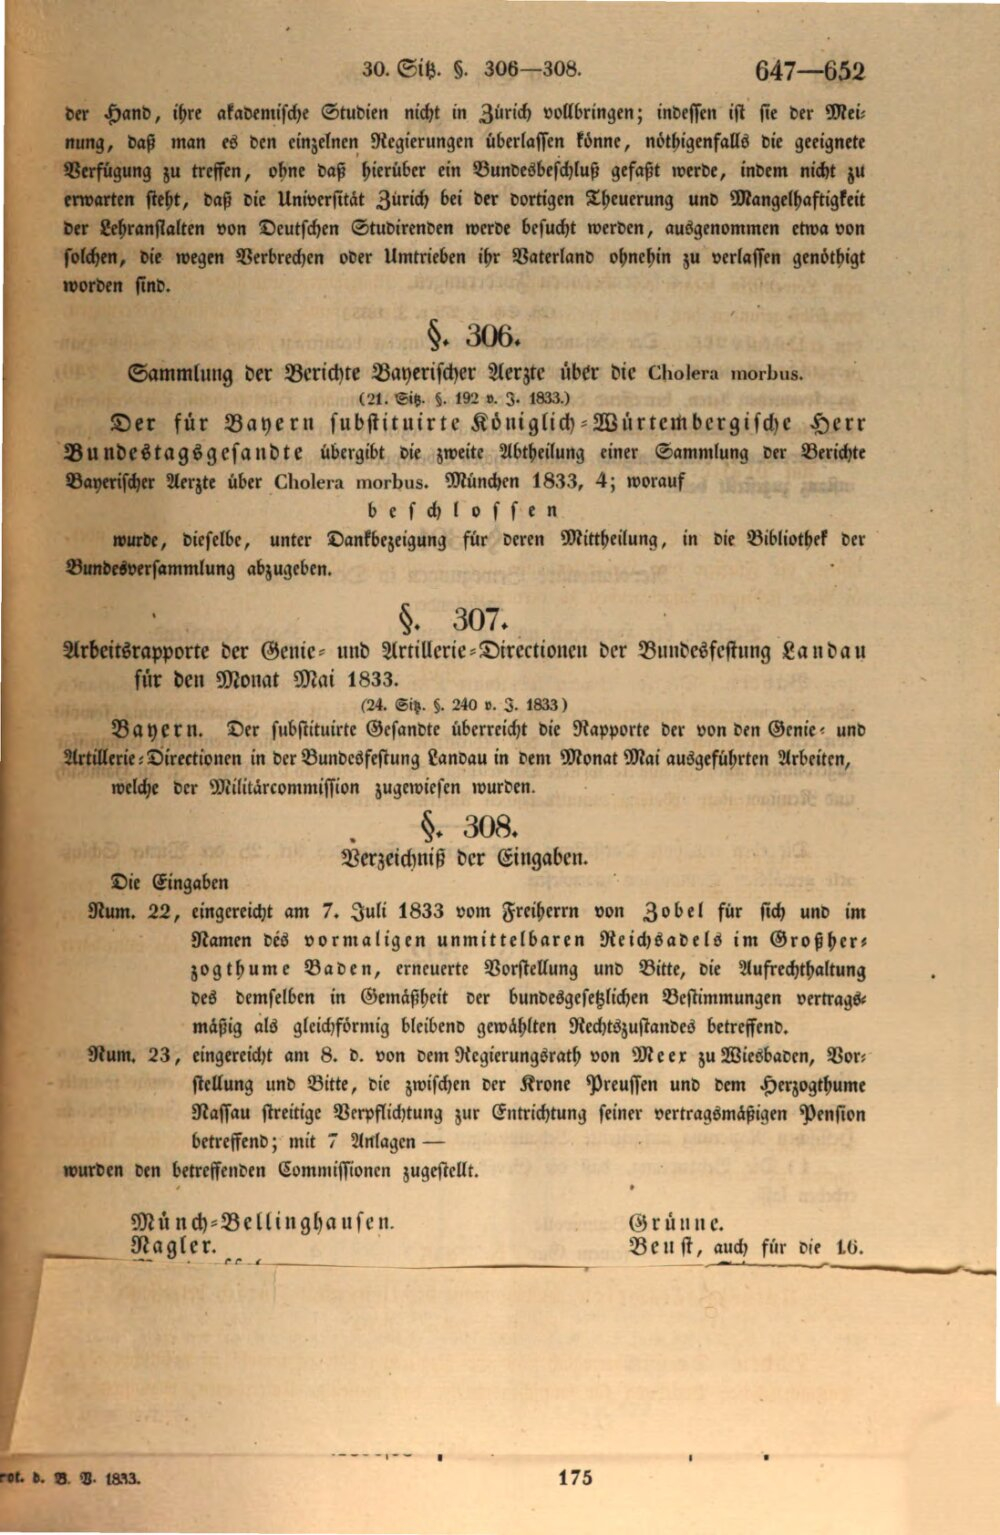 30. Sitz. §. 306—308. 647—652
der Hand, ihre akademische Studien nicht in Zürich vollbringen; indessen ist sie der Mei-
nung, daß man es den einzelnen Regierungen überlassen könne, nöthigenfalls die geeignete
Verfügung zu treffen, ohne daß hierüber ein Bundesbeschluß gefaßt werde, indem nicht zu
erwarten steht, daß die Universität Zürich bei der dortigen Theuerung und Mangelhaftigkeit
der Lehranstalten von Deutschen Studirenden werde besucht werden, ausgenommen etwa von
solchen, die wegen Verbrechen oder Umtrieben ihr Vaterland ohnehin zu verlassen genöthigt
worden sind.
§. 306.
Sammlung der Berichte Bayerischer Aerzte über die Cholera morbus.
(21. Sitz. §. 192 v. J. 1833.)
Der für Bayern substituirte Königlich-Würtembergische Herr
Bundestagsgesandte übergibt die zweite Abtheilung einer Sammlung der Berichte
Bayerischer Aerzte über Cholera morbus. München 1833, 4; worauf
beschlossen
wurde, dieselbe, unter Dankbezeigung für deren Mittheilung, in die Bibliothek der
Bundesversammlung abzugeben.
§. 307.
Arbeitsrapporte der Genie- und Artillerie-Directionen der Bundesfestung Landau
für den Monat Mai 1833.
(24. Sitz. §. 240 v. J. 1833)
Bayern. Der substituirte Gesandte überreicht die Rapporte der von den Genie- und
Artillerie-Directionen in der Bundesfestung Landau in dem Monat Mai ausgeführten Arbeiten,
welche der Militärcommission zugewiesen wurden.
§. 308.
Verzeichniß der Eingaben.
Die Eingaben
Num. 22, eingereicht am 7. Juli 1833 vom Freiherrn von Zobel für sich und im
Namen des vormaligen unmittelbaren Reichsadels im Großher-
zogthume Baden, erneuerte Vorstellung und Bitte, die Aufrechthaltung
des demselben in Gemäßheit der bundesgesetzlichen Bestimmungen vertrags-
mäßig als gleichförmig bleibend gewählten Rechtszustandes betreffend.
Num. 23, eingereicht am 8. d. von dem Regierungsrath von Meex zu Wiesbaden, Vor-
stellung und Bitte, die zwischen der Krone Preussen und dem Herzogthume
Nassau streitige Verpflichtung zur Entrichtung seiner vertragsmäßigen Pension
betreffend; mit 7 Anlagen —
wurden den betreffenden Commissionen zugestellt.
Münch-Bellinghausen. Grünne.
Nagler. Beust, auch für die 16.
rot. d. B. V. 1833. 175